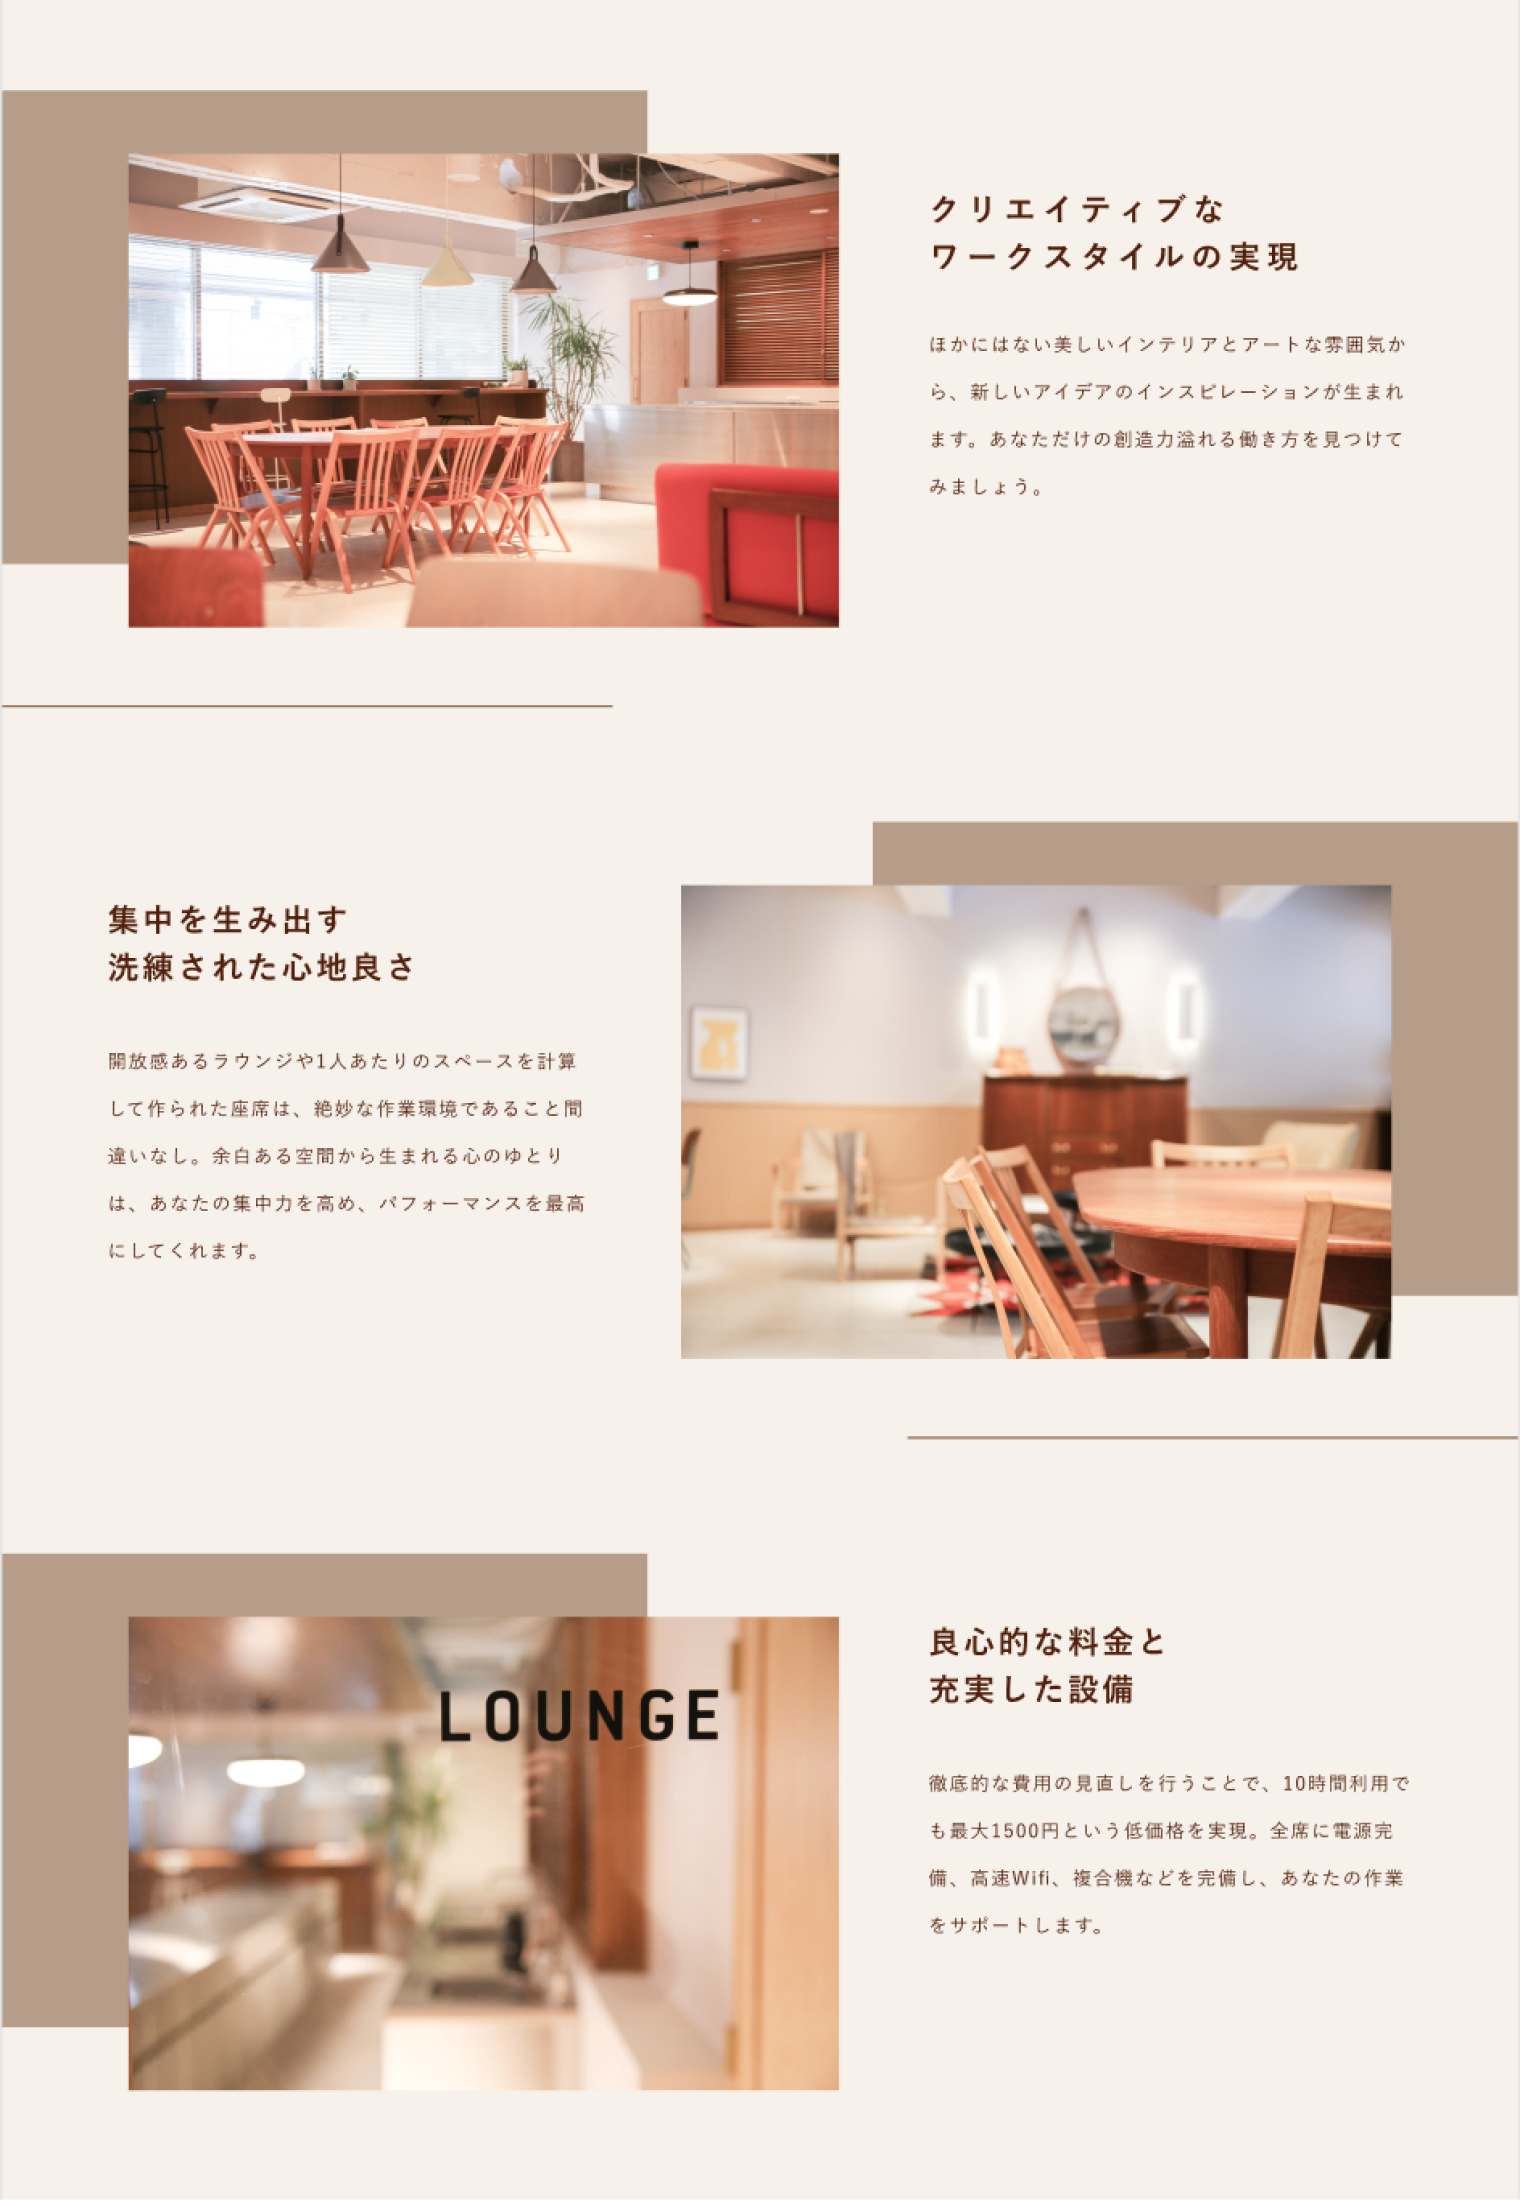 クリエイティブな
ワークスタイルの実現
ほかにはない美しいインテリアとアートな雰囲気か
ら、新しいアイデアのインスピレーションが生まれ
ます。あなただけの創造力溢れる働き方を見つけて
みましょう。
集中を生み出す
洗練された心地良さ
開放感あるラウンジや1人あたりのスペースを計算
して作られた座席は、絶妙な作業環境であること間
違いなし。余白ある空間から生まれる心のゆとり
は、あなたの集中力を高め、パフォーマンスを最高
にしてくれます。
LOUNGE
良心的な料金と
充実した設備
徹底的な費用の見直しを行うことで、10時間利用で
も最大1500円という低価格を実現。全席に電源完
備、高速Wifi、複合機などを完備し、あなたの作業
をサポートします。